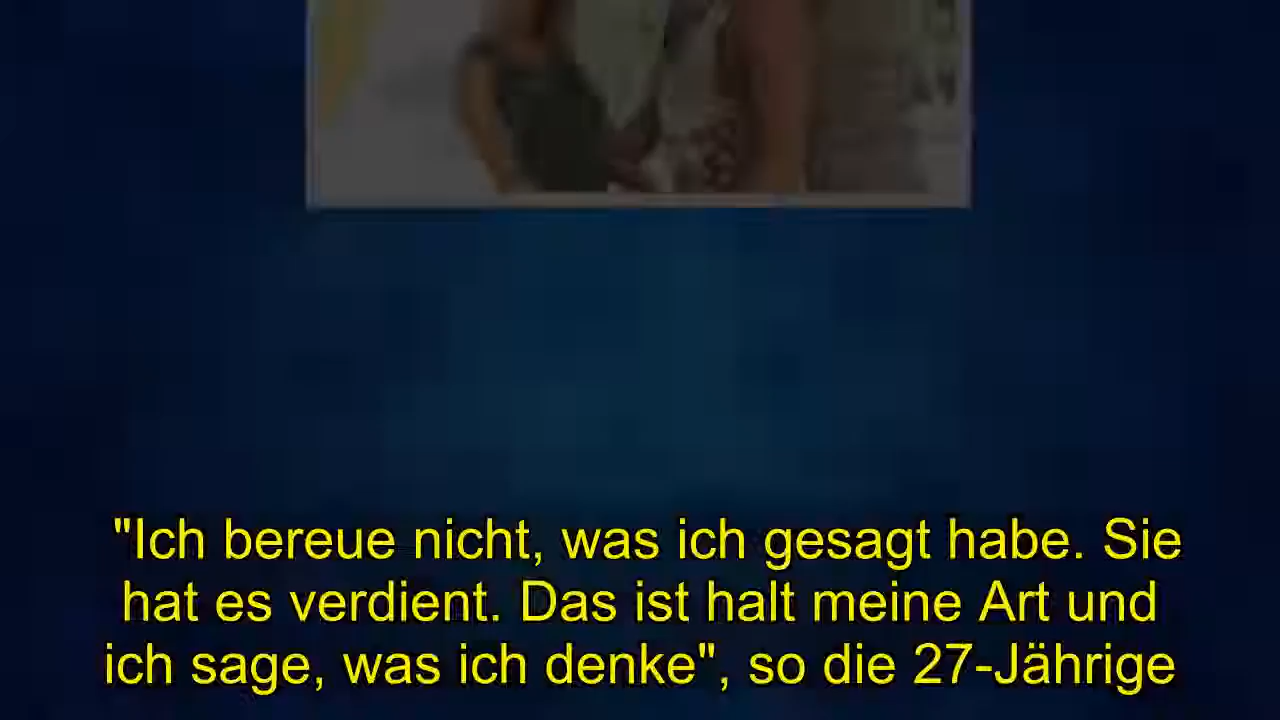 "Ich bereue nicht, was ich gesagt habe. Sie
hat es verdient. Das ist halt meine Art und
ich sage, was ich denke", so die 27-Jährige